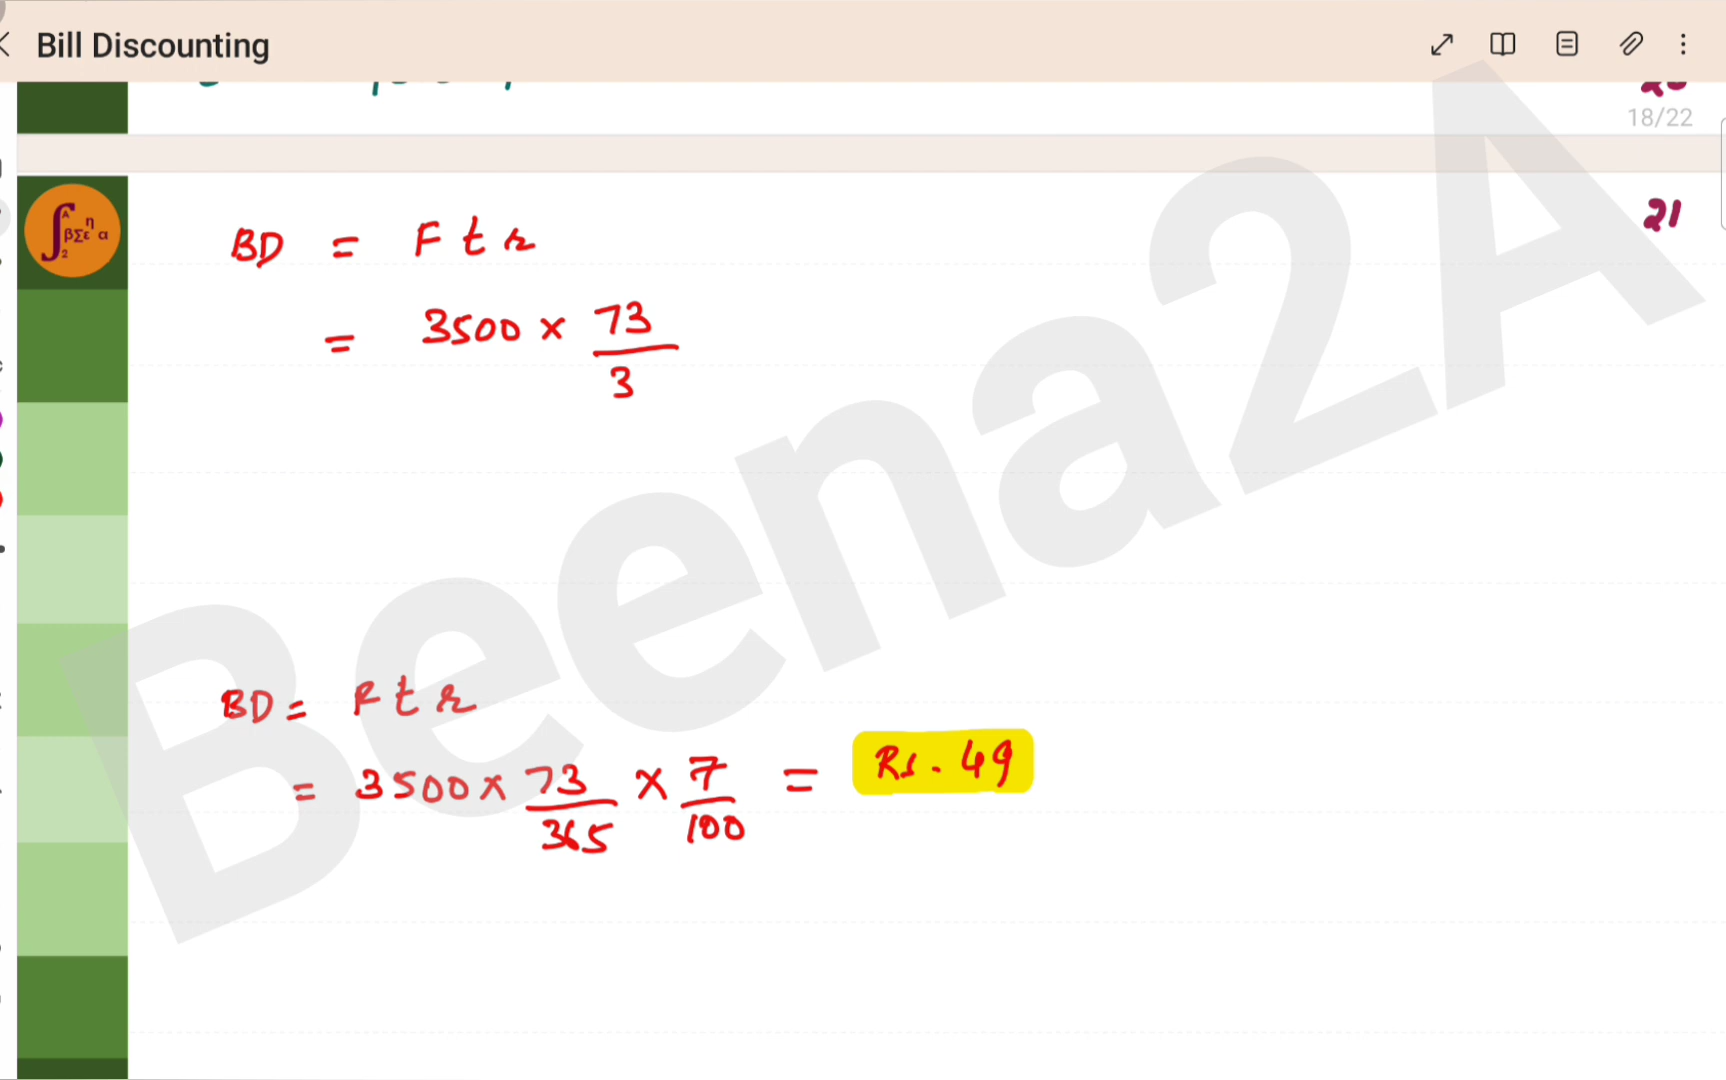 Bill Discounting
18/22
21
BD = F t r
= 3500 × 73/3
BD = F t r
= 3500 × 73/365 × 7/100 = Rs. 49
Beena2A